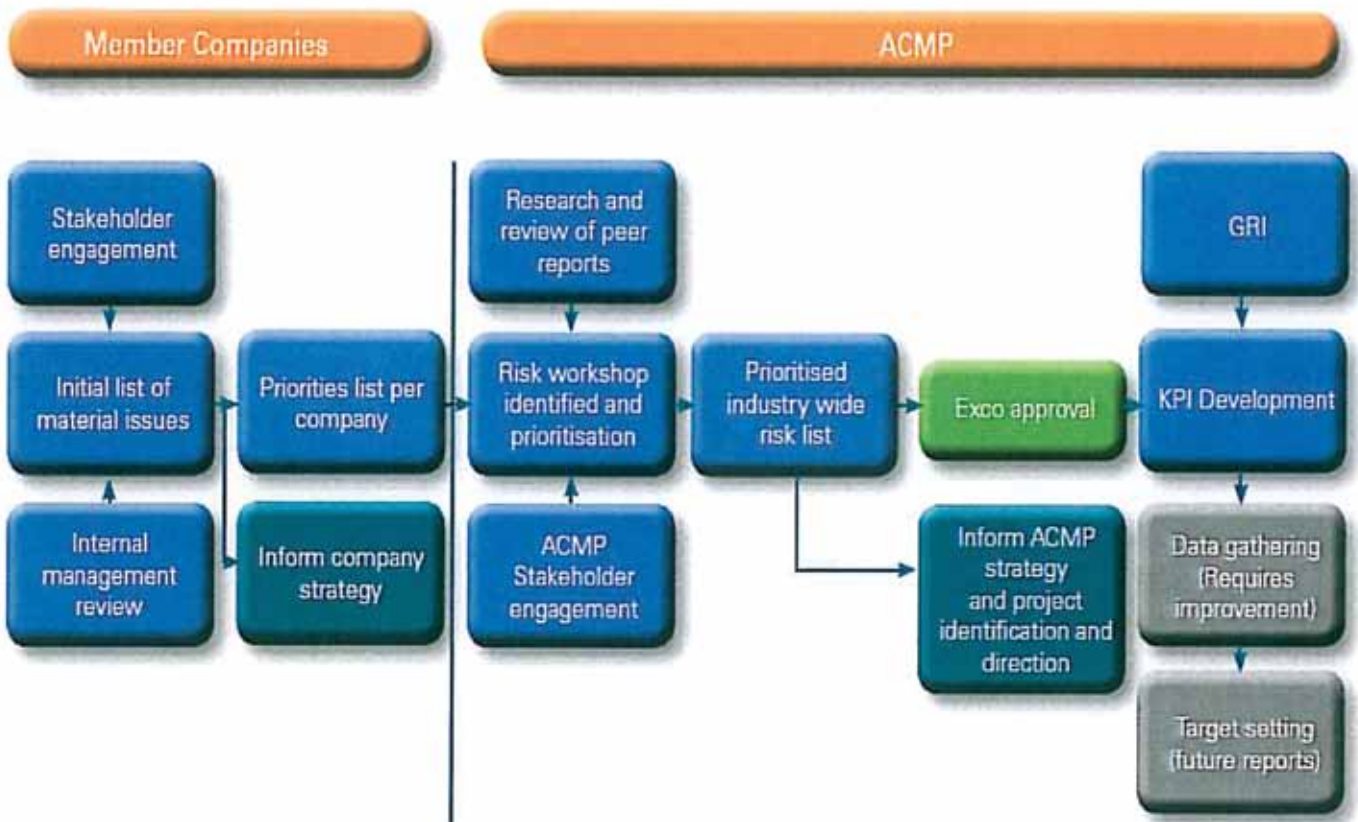 Member Companies
ACMP
Stakeholder
engagement
Research and
review of peer
reports
GRI
Initial list of
material issues
Priorities list per
company
Risk workshop
identified and
prioritisation
Prioritised
industry wide
risk list
Exco approval
KPI Development
Internal
management
review
Inform company
strategy
ACMP
Stakeholder
engagement
Inform ACMP
strategy
and project
identification and
direction
Data gathering
(Requires
improvement)
Target setting
(future reports)